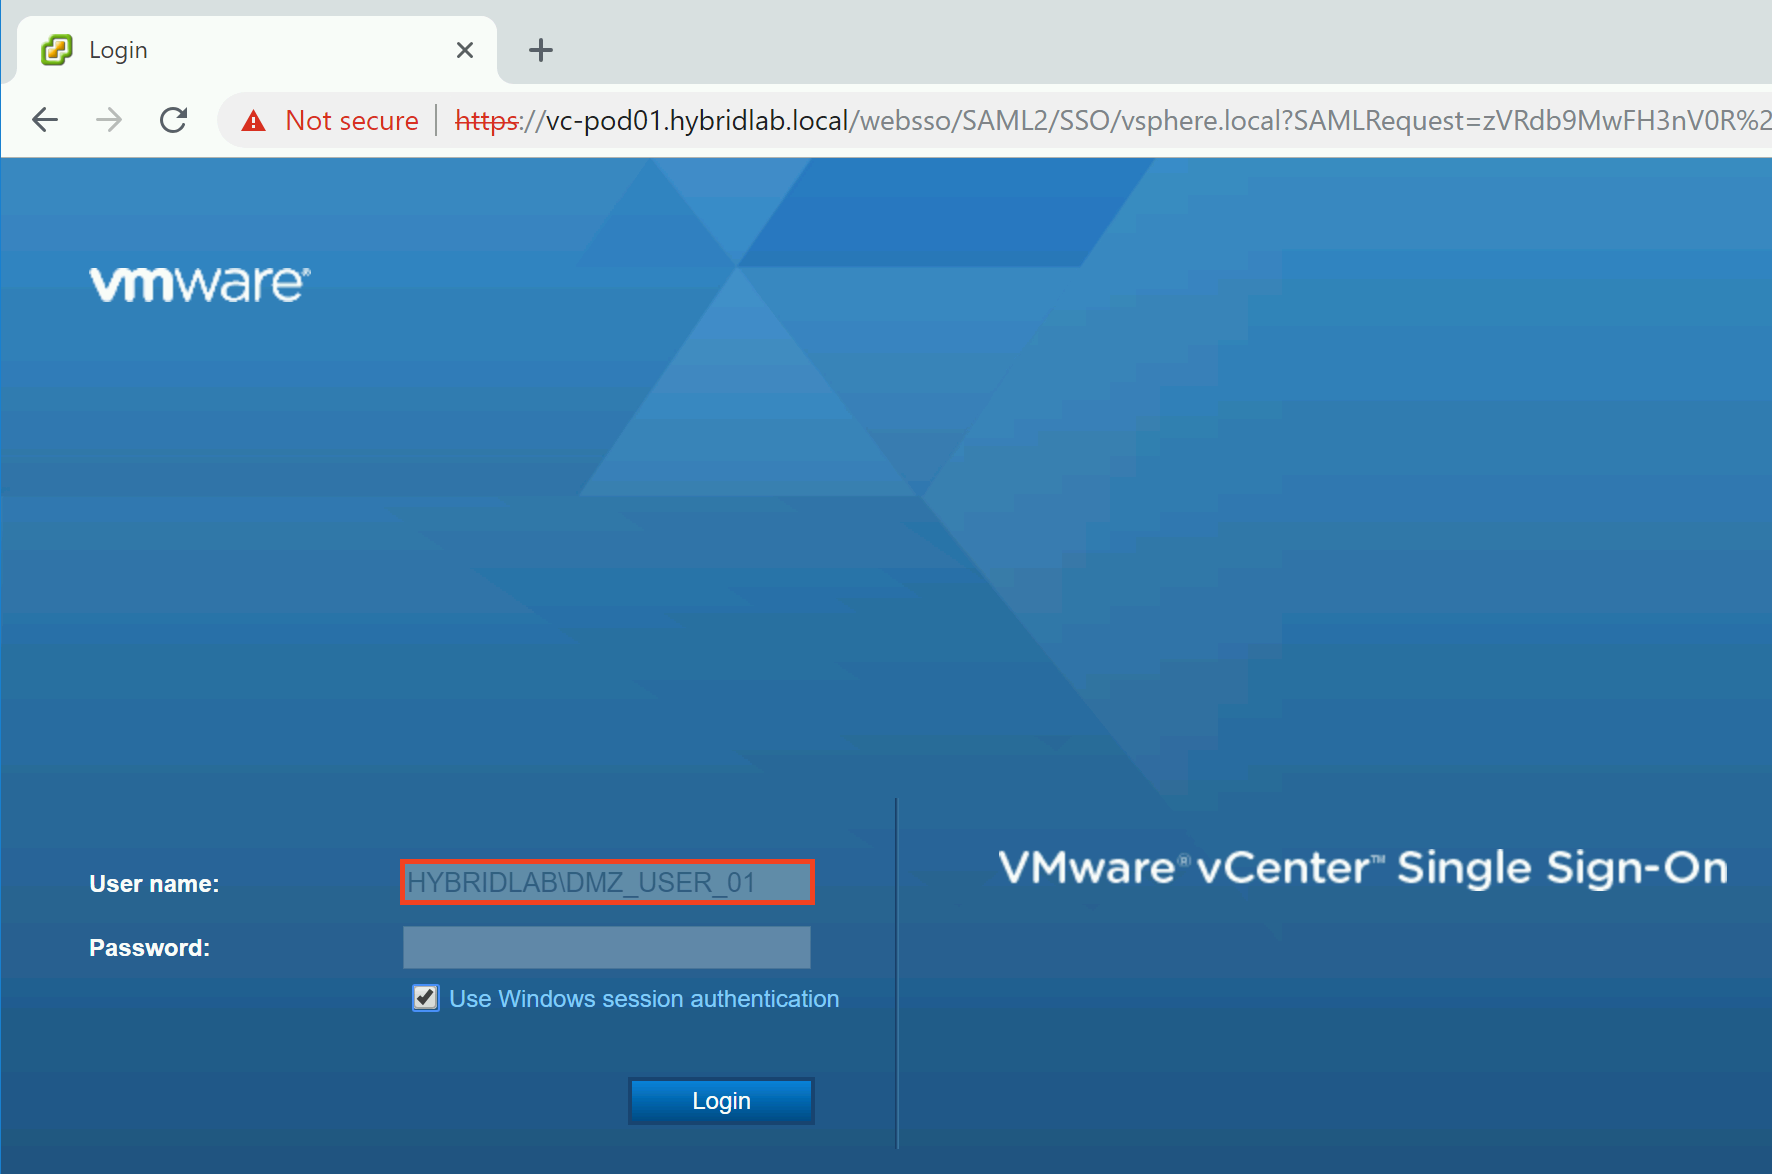 Login
Not secure https://vc-pod01.hybridlab.local/websso/SAML2/SSO/vsphere.local?SAMLRequest=zVRdb9MwFH3nV0R%2
vmware®
User name: HYBRIDLAB\DMZ_USER_01
VMware® vCenter™ Single Sign-On
Password:
Use Windows session authentication
Login